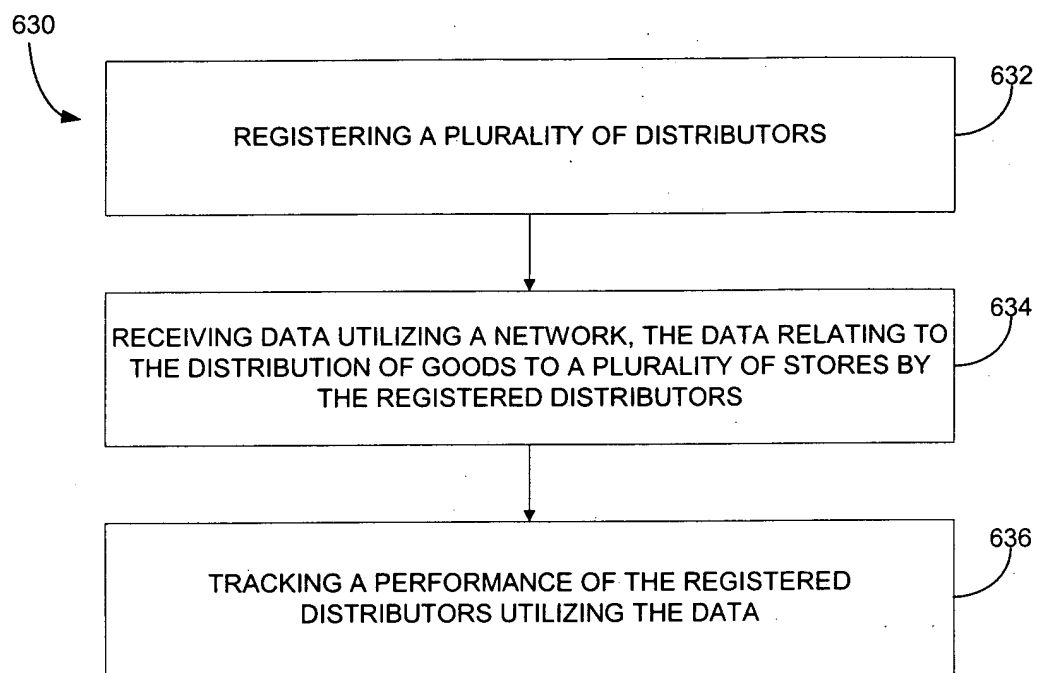 630
632
REGISTERING A PLURALITY OF DISTRIBUTORS
634
RECEIVING DATA UTILIZING A NETWORK, THE DATA RELATING TO
THE DISTRIBUTION OF GOODS TO A PLURALITY OF STORES BY
THE REGISTERED DISTRIBUTORS
636
TRACKING A PERFORMANCE OF THE REGISTERED
DISTRIBUTORS UTILIZING THE DATA